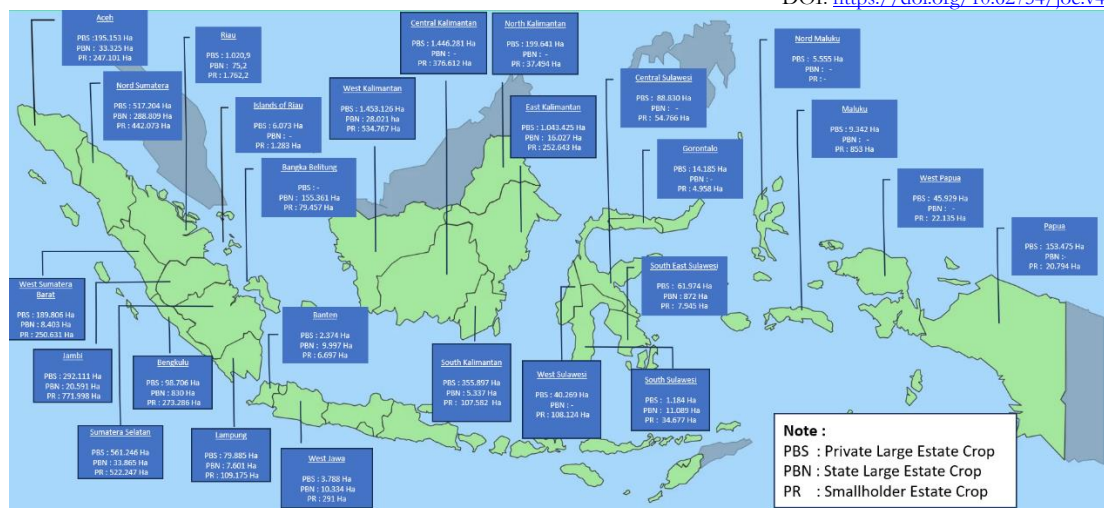 DOI: https://doi.org/10.62754/joe.v4
Aceh
PBS :195.153 Ha
PBN : 33.325 Ha
PR : 247.101 Ha
Nord Sumatera
PBS : 517.204 Ha
PBN : 288.809 Ha
PR : 442.073 Ha
Riau
PBS : 1.020,9
PBN : 75,2
PR : 1.762,2
Islands of Riau
PBS : 6.073 Ha
PBN : -
PR : 1.283 Ha
Bangka Belitung
PBS : -
PBN : 155.361 Ha
PR : 79.457 Ha
Central Kalimantan
PBS : 1.446.281 Ha
PBN : -
PR : 376.612 Ha
North Kalimantan
PBS : 199.641 Ha
PBN : -
PR : 37.494 Ha
West Kalimantan
PBS : 1.453.126 Ha
PBN : 28.021 ha
PR : 534.767 Ha
East Kalimantan
PBS : 1.043.425 Ha
PBN : 16.027 Ha
PR : 252.643 Ha
Central Sulawesi
PBS : 88.830 Ha
PBN : -
PR : 54.766 Ha
Gorontalo
PBS : 14.185 Ha
PBN : -
PR : 4.958 Ha
Nord Maluku
PBS : 5.555 Ha
PBN : -
PR : -
Maluku
PBS : 9.342 Ha
PBN : -
PR : 853 Ha
West Papua
PBS : 45.929 Ha
PBN : -
PR : 22.135 Ha
Papua
PBS : 153.475 Ha
PBN :-
PR : 20.794 Ha
West Sumatera
Barat
PBS : 189.806 Ha
PBN : 8.403 Ha
PR : 250.631 Ha
Jambi
PBS : 292.111 Ha
PBN : 20.591 Ha
PR : 771.998 Ha
Bengkulu
PBS : 98.706 Ha
PBN : 830 Ha
PR : 273.286 Ha
Banten
PBS : 2.374 Ha
PBN : 9.997 Ha
PR : 6.697 Ha
Sumatera Selatan
PBS : 561.246 Ha
PBN : 33.865 Ha
PR : 522.247 Ha
Lampung
PBS : 79.885 Ha
PBN : 7.601 Ha
PR : 109.175 Ha
West Jawa
PBS : 3.788 Ha
PBN : 10.334 Ha
PR : 291 Ha
South Kalimantan
PBS : 355.897 Ha
PBN : 5.337 Ha
PR : 107.582 Ha
West Sulawesi
PBS : 40.269 Ha
PBN : -
PR : 108.124 Ha
South East Sulawesi
PBS : 61.974 Ha
PBN : 872 Ha
PR : 7.945 Ha
South Sulawesi
PBS : 1.184 Ha
PBN : 11.089 Ha
PR : 34.677 Ha
Note :
PBS : Private Large Estate Crop
PBN : State Large Estate Crop
PR : Smallholder Estate Crop